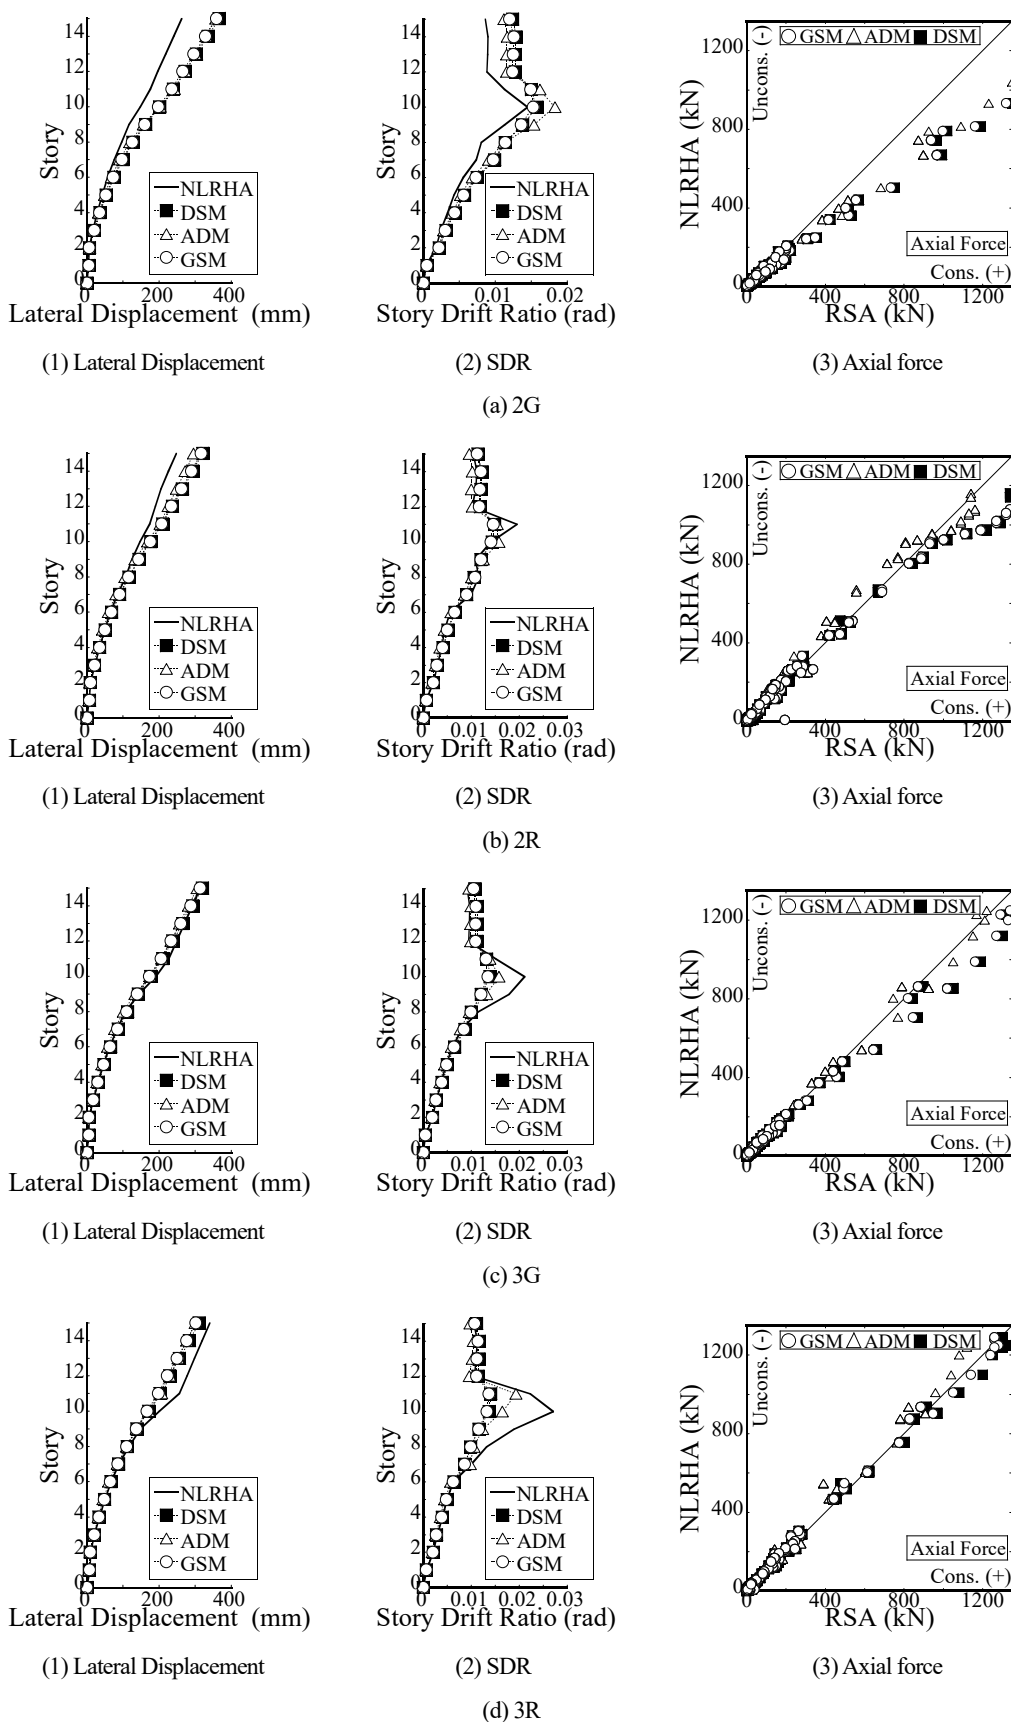 14
12
10
8
6
4
2
0
Story
NLRHA
DSM
ADM
GSM
0 200 400
Lateral Displacement (mm)
(1) Lateral Displacement
14
12
10
8
6
4
2
0
Story
NLRHA
DSM
ADM
GSM
0 0.01 0.02
Story Drift Ratio (rad)
(2) SDR
GSM ADM DSM
1200
800
400
0
NLRHA (kN)
Uncons. (-)
Axial Force
Cons. (+)
0 400 800 1200
RSA (kN)
(3) Axial force
(a) 2G
14
12
10
8
6
4
2
0
Story
NLRHA
DSM
ADM
GSM
0 200 400
Lateral Displacement (mm)
(1) Lateral Displacement
14
12
10
8
6
4
2
0
Story
NLRHA
DSM
ADM
GSM
0 0.01 0.02 0.03
Story Drift Ratio (rad)
(2) SDR
GSM ADM DSM
1200
800
400
0
NLRHA (kN)
Uncons. (-)
Axial Force
Cons. (+)
0 400 800 1200
RSA (kN)
(3) Axial force
(b) 2R
14
12
10
8
6
4
2
0
Story
NLRHA
DSM
ADM
GSM
0 200 400
Lateral Displacement (mm)
(1) Lateral Displacement
14
12
10
8
6
4
2
0
Story
NLRHA
DSM
ADM
GSM
0 0.01 0.02 0.03
Story Drift Ratio (rad)
(2) SDR
GSM ADM DSM
1200
800
400
0
NLRHA (kN)
Uncons. (-)
Axial Force
Cons. (+)
0 400 800 1200
RSA (kN)
(3) Axial force
(c) 3G
14
12
10
8
6
4
2
0
Story
NLRHA
DSM
ADM
GSM
0 200 400
Lateral Displacement (mm)
(1) Lateral Displacement
14
12
10
8
6
4
2
0
Story
NLRHA
DSM
ADM
GSM
0 0.01 0.02 0.03
Story Drift Ratio (rad)
(2) SDR
GSM ADM DSM
1200
800
400
0
NLRHA (kN)
Uncons. (-)
Axial Force
Cons. (+)
0 400 800 1200
RSA (kN)
(3) Axial force
(d) 3R